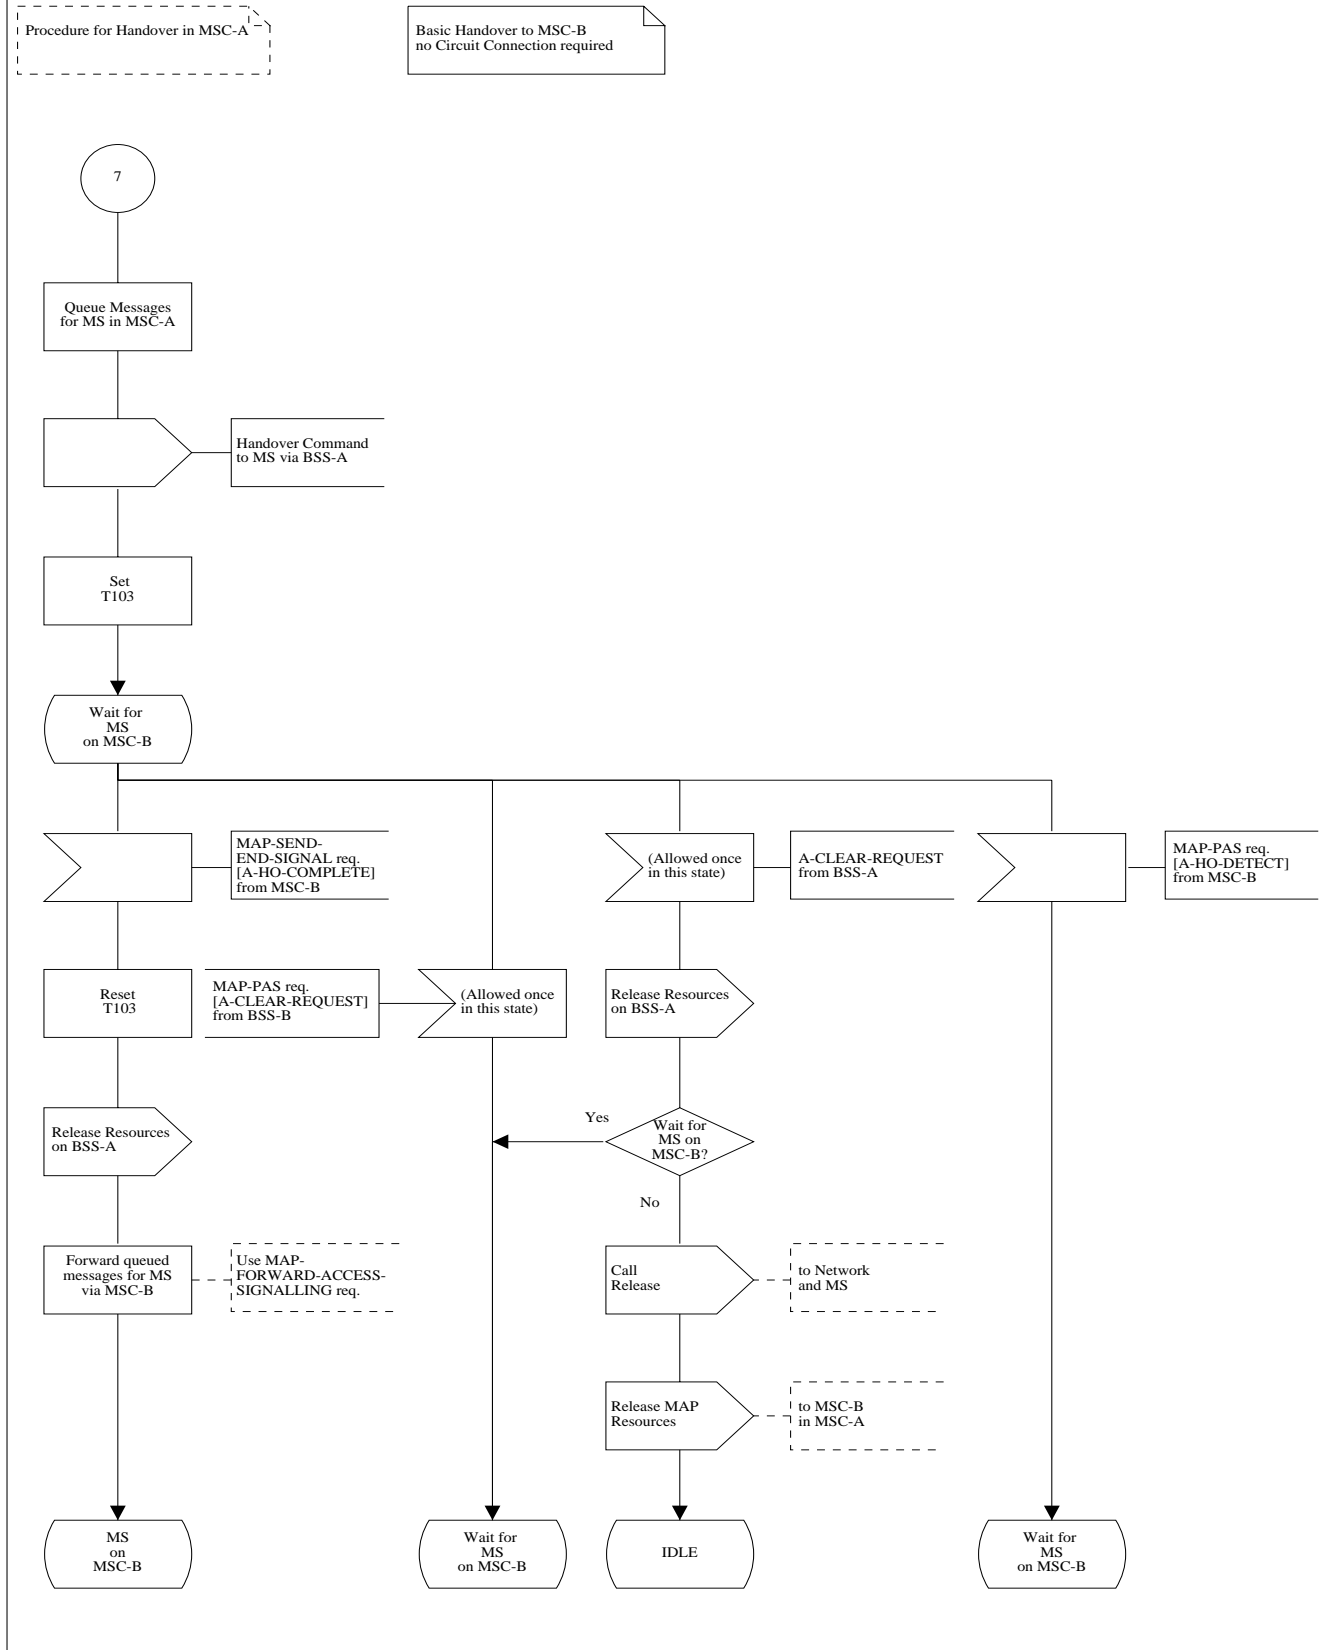 Procedure for Handover in MSC-A
Basic Handover to MSC-B
no Circuit Connection required
7
Queue Messages
for MS in MSC-A
Handover Command
to MS via BSS-A
Set
T103
Wait for
MS
on MSC-B
MAP-SEND-
END-SIGNAL req.
[A-HO-COMPLETE]
from MSC-B
(Allowed once
in this state)
A-CLEAR-REQUEST
from BSS-A
MAP-PAS req.
[A-HO-DETECT]
from MSC-B
Reset
T103
MAP-PAS req.
[A-CLEAR-REQUEST]
from BSS-B
(Allowed once
in this state)
Release Resources
on BSS-A
Release Resources
on BSS-A
Yes
Wait for
MS on
MSC-B?
No
Forward queued
messages for MS
via MSC-B
Use MAP-
FORWARD-ACCESS-
SIGNALLING req.
Call
Release
to Network
and MS
Release MAP
Resources
to MSC-B
in MSC-A
MS
on
MSC-B
Wait for
MS
on MSC-B
IDLE
Wait for
MS
on MSC-B